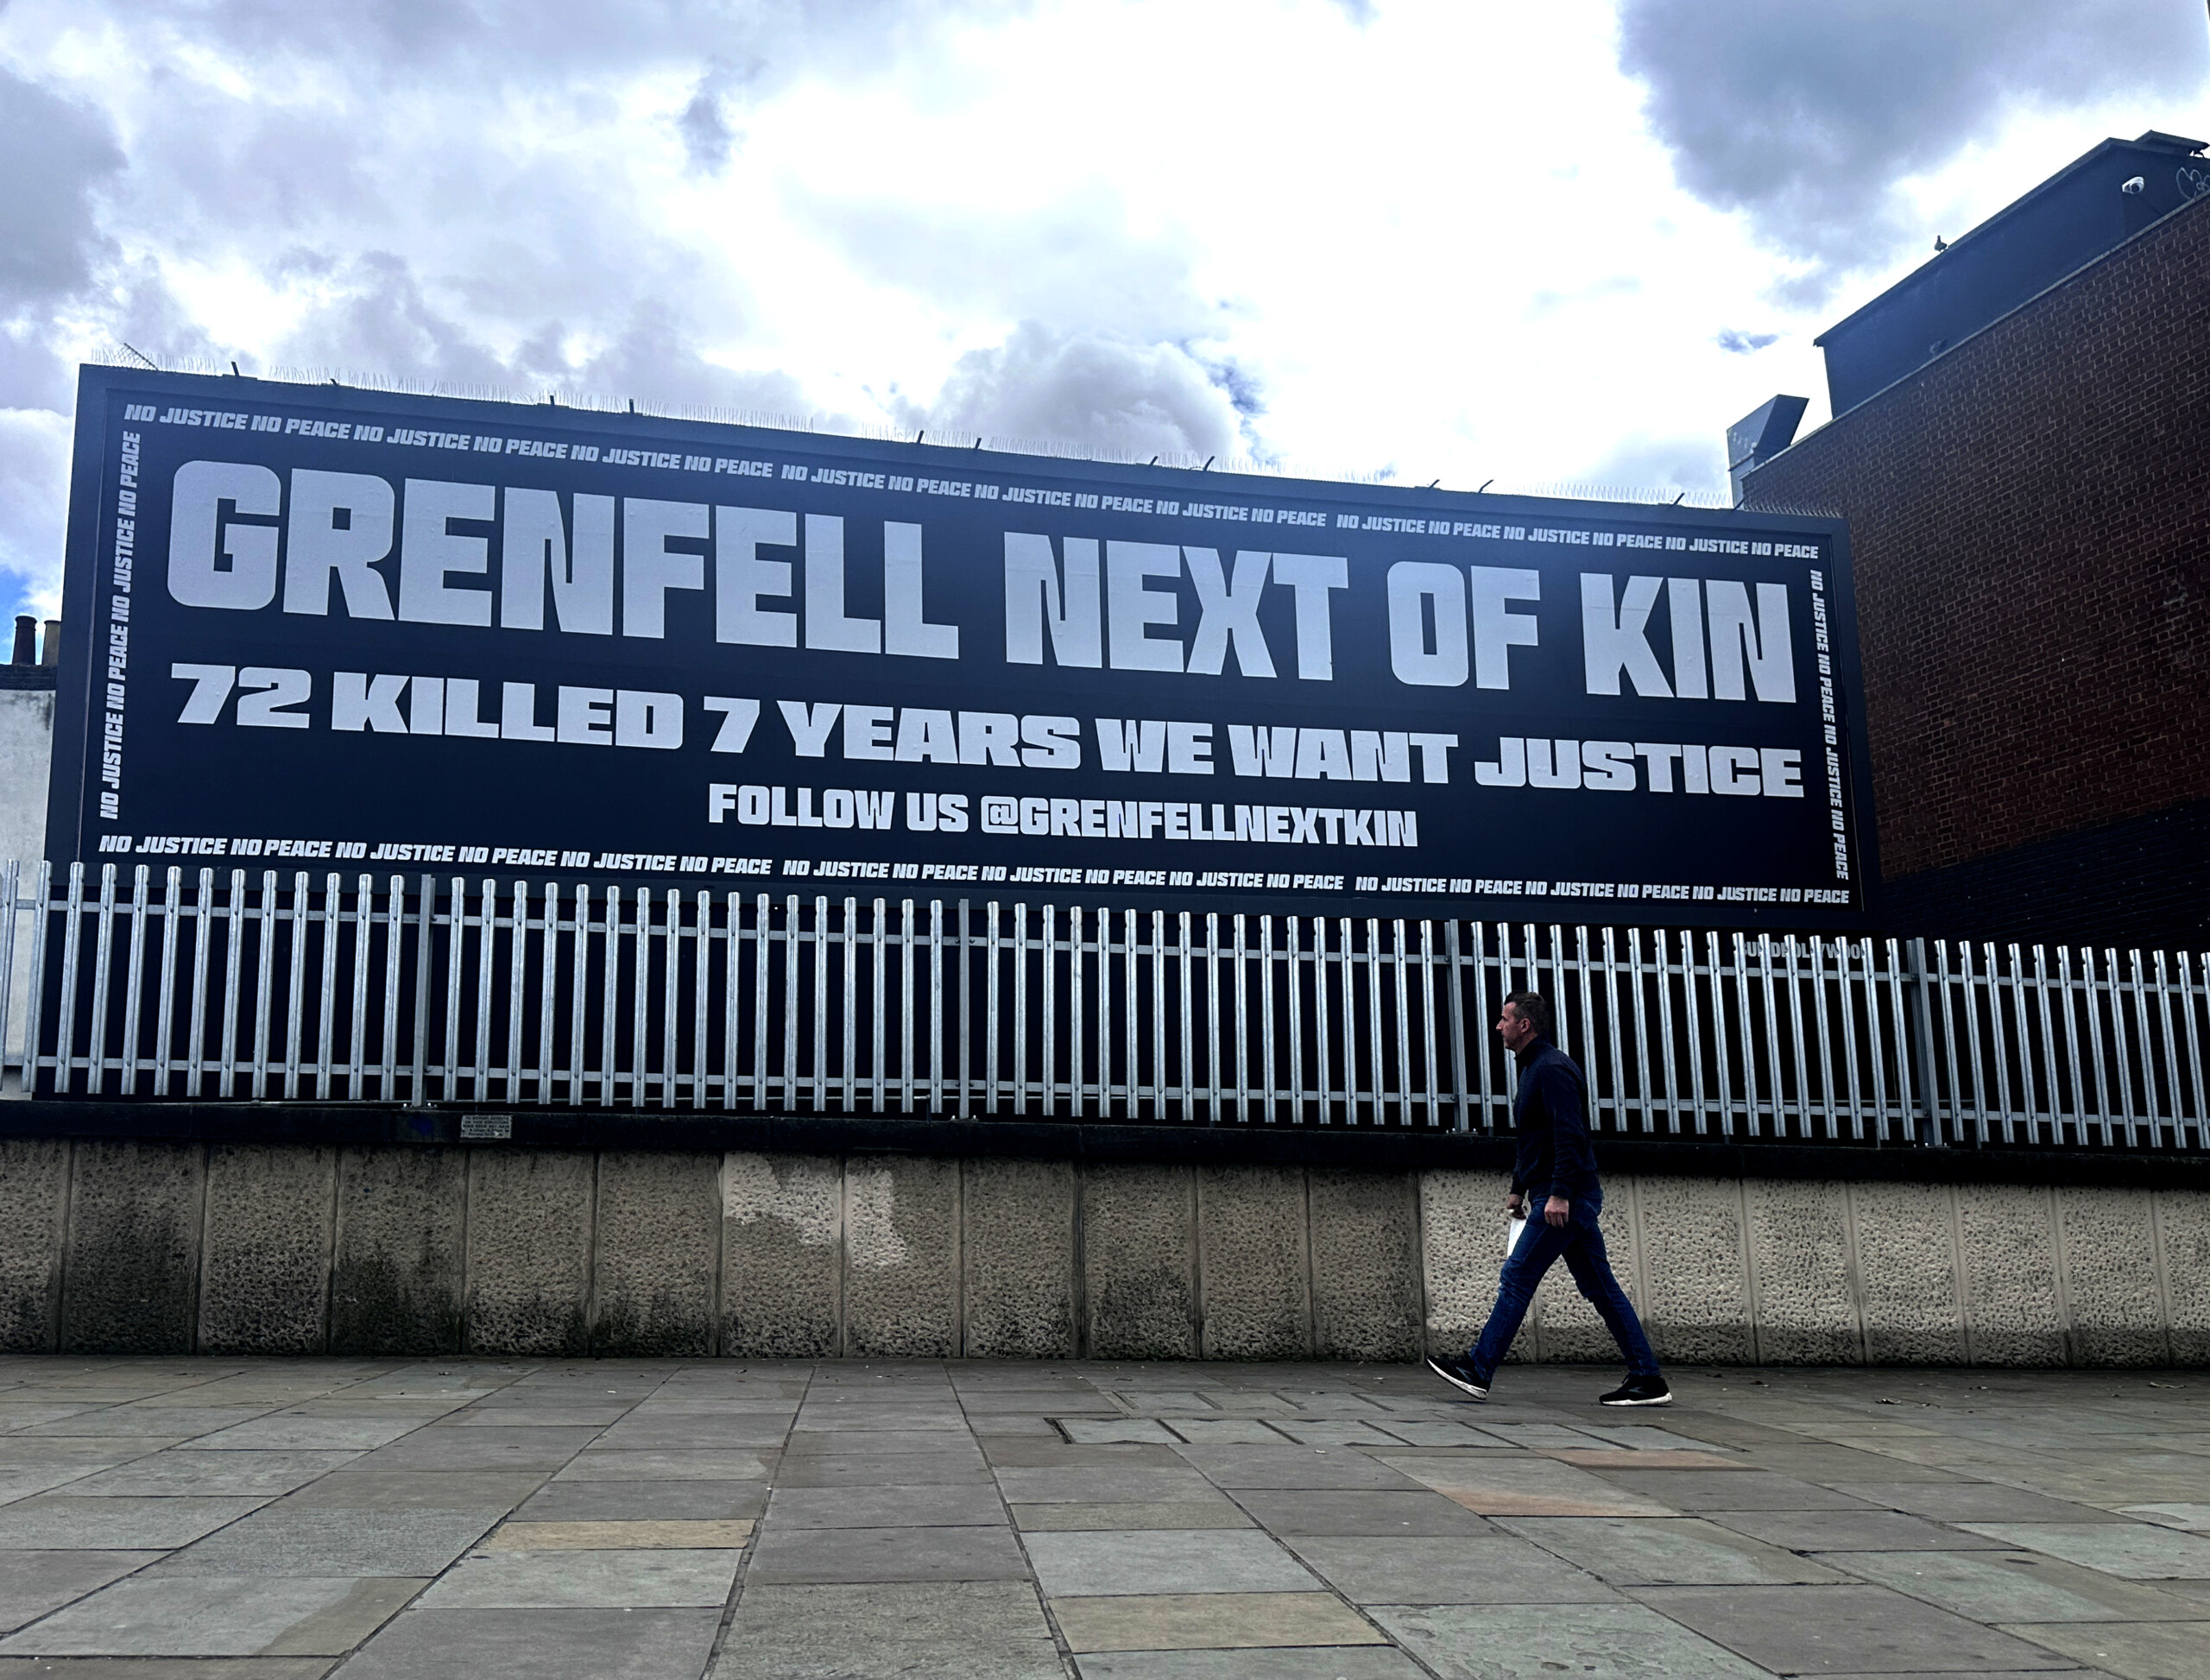 NO JUSTICE NO PEACE NO JUSTICE NO PEACE NO JUSTICE NO PEACE NO JUSTICE NO PEACE NO JUSTICE NO PEACE NO JUSTICE NO PEACE NO JUSTICE NO PEACE NO JUSTICE NO PEACE NO JUSTICE NO PEACE
NO JUSTICE NO PEACE NO JUSTICE NO PEACE
GRENFELL NEXT OF KIN
72 KILLED 7 YEARS WE WANT JUSTICE
FOLLOW US @GRENFELLNEXTKIN
NO JUSTICE NO PEACE NO JUSTICE NO PEACE
NO JUSTICE NO PEACE NO JUSTICE NO PEACE NO JUSTICE NO PEACE NO JUSTICE NO PEACE NO JUSTICE NO PEACE NO JUSTICE NO PEACE NO JUSTICE NO PEACE NO JUSTICE NO PEACE NO JUSTICE NO PEACE